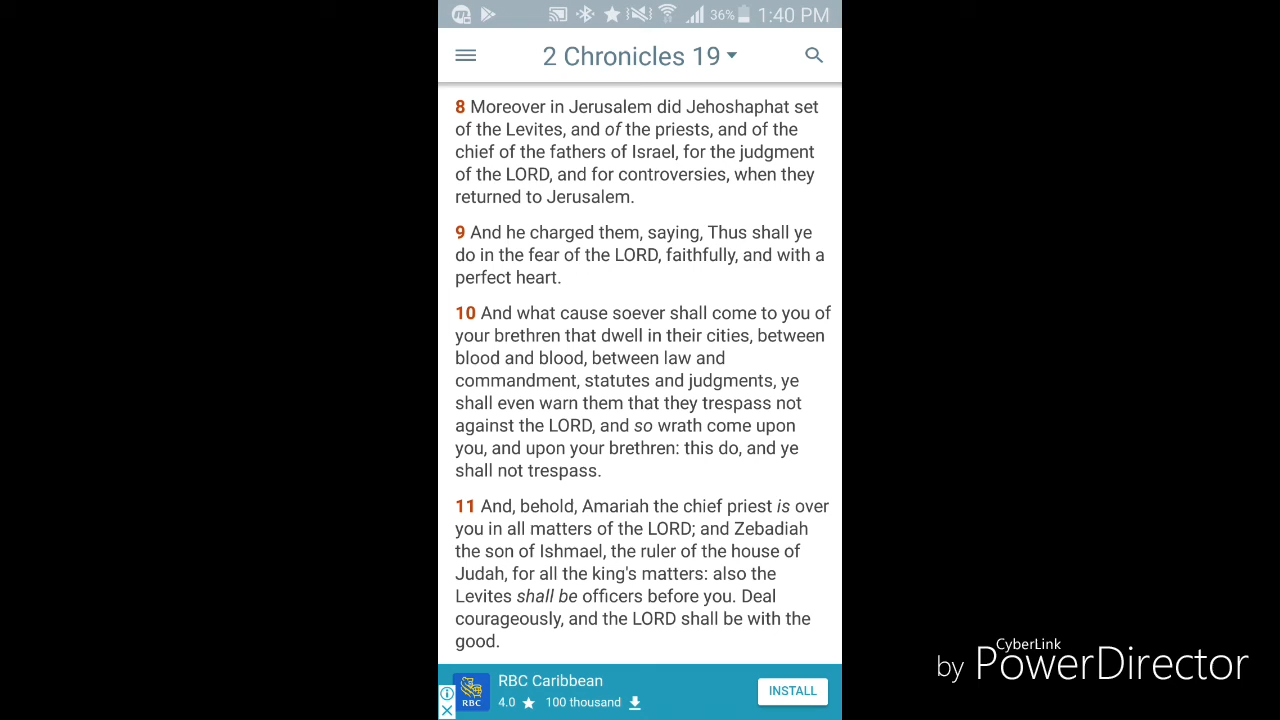 36% 1:40 PM
2 Chronicles 19
8 Moreover in Jerusalem did Jehoshaphat set
of the Levites, and of the priests, and of the
chief of the fathers of Israel, for the judgment
of the LORD, and for controversies, when they
returned to Jerusalem.
9 And he charged them, saying, Thus shall ye
do in the fear of the LORD, faithfully, and with a
perfect heart.
10 And what cause soever shall come to you of
your brethren that dwell in their cities, between
blood and blood, between law and
commandment, statutes and judgments, ye
shall even warn them that they trespass not
against the LORD, and so wrath come upon
you, and upon your brethren: this do, and ye
shall not trespass.
11 And, behold, Amariah the chief priest is over
you in all matters of the LORD; and Zebadiah
the son of Ishmael, the ruler of the house of
Judah, for all the king's matters: also the
Levites shall be officers before you. Deal
courageously, and the LORD shall be with the
good.
RBC
RBC Caribbean
4.0 ★ 100 thousand
INSTALL
CyberLink
by PowerDirector